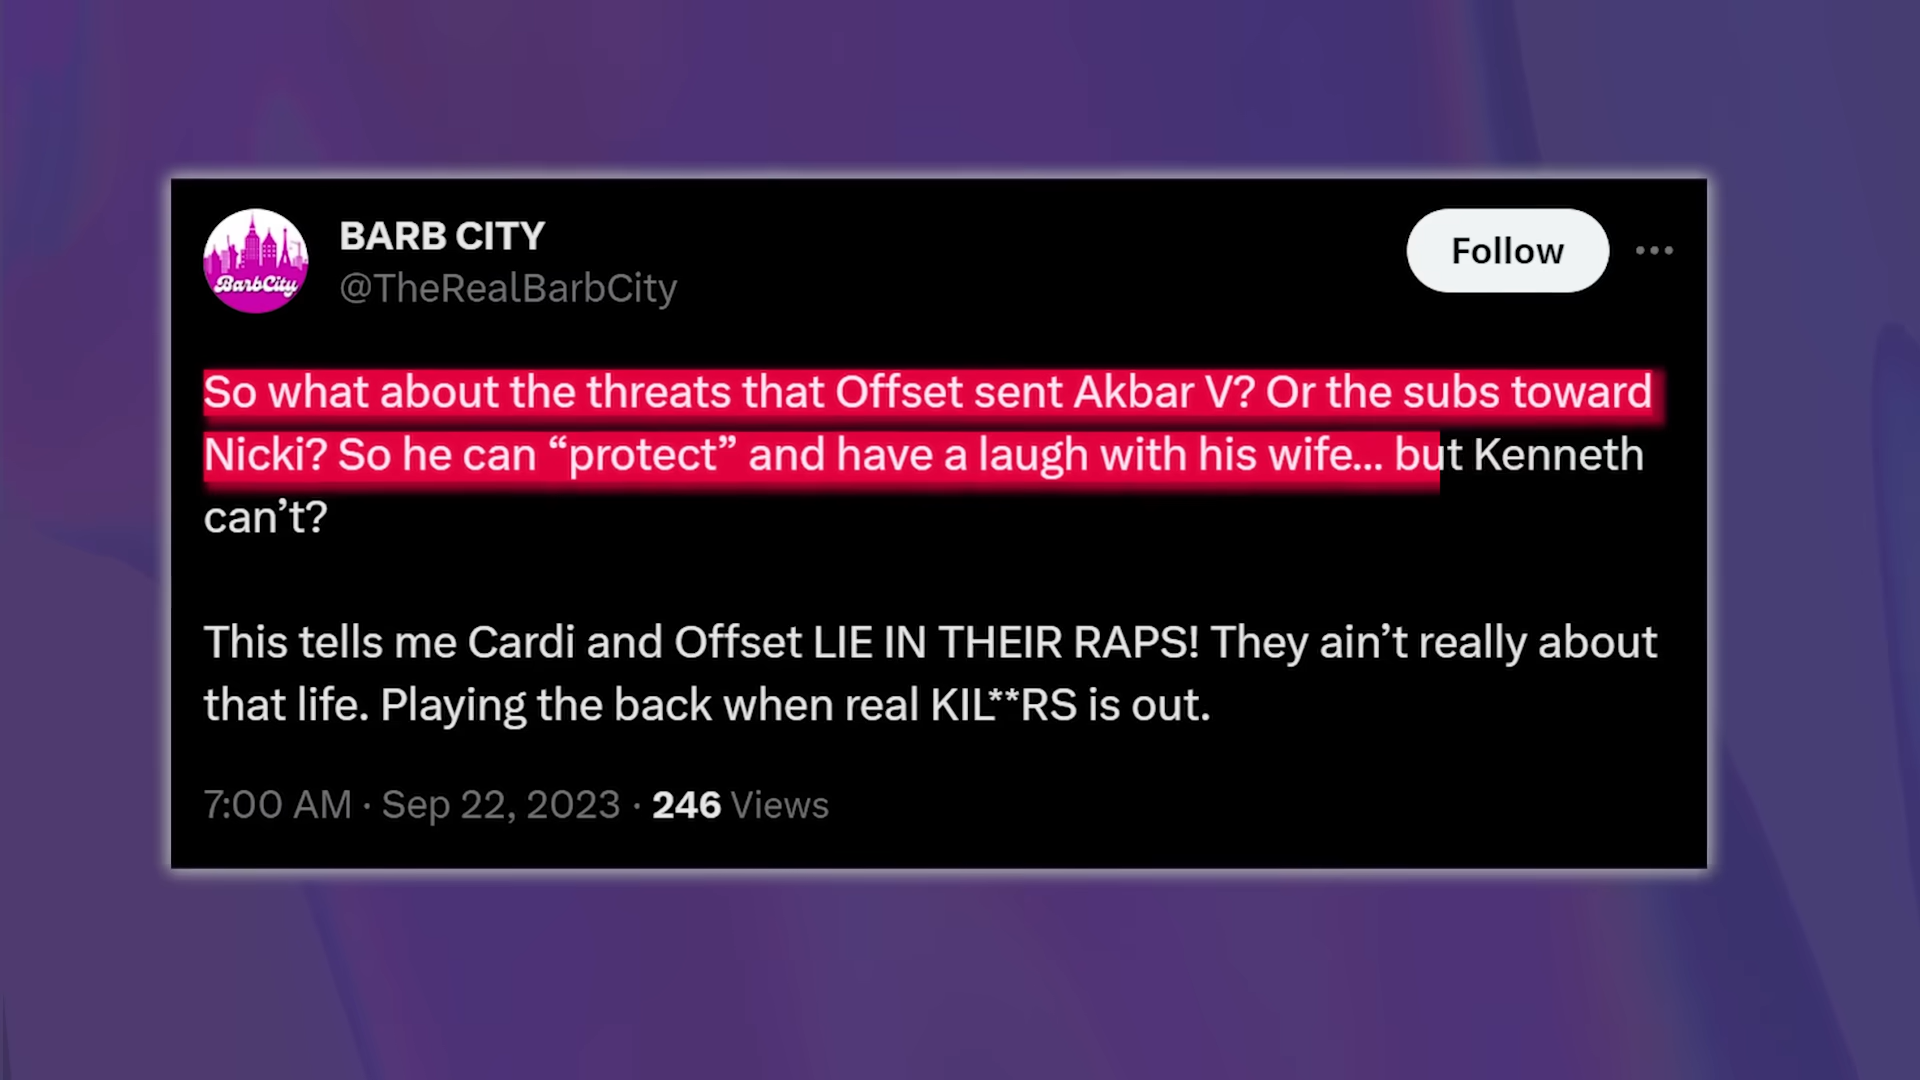 BARB CITY
@TheRealBarbCity
BarbCity
Follow
So what about the threats that Offset sent Akbar V? Or the subs toward
Nicki? So he can “protect” and have a laugh with his wife... but Kenneth
can’t?
This tells me Cardi and Offset LIE IN THEIR RAPS! They ain’t really about
that life. Playing the back when real KIL**RS is out.
7:00 AM · Sep 22, 2023 · 246 Views